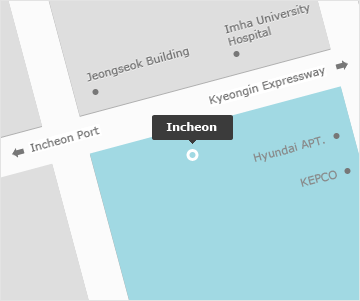 Imha University
Hospital
Jeongseok Building
Kyeongin Expressway
Incheon
Incheon Port
Hyundai APT.
KEPCO